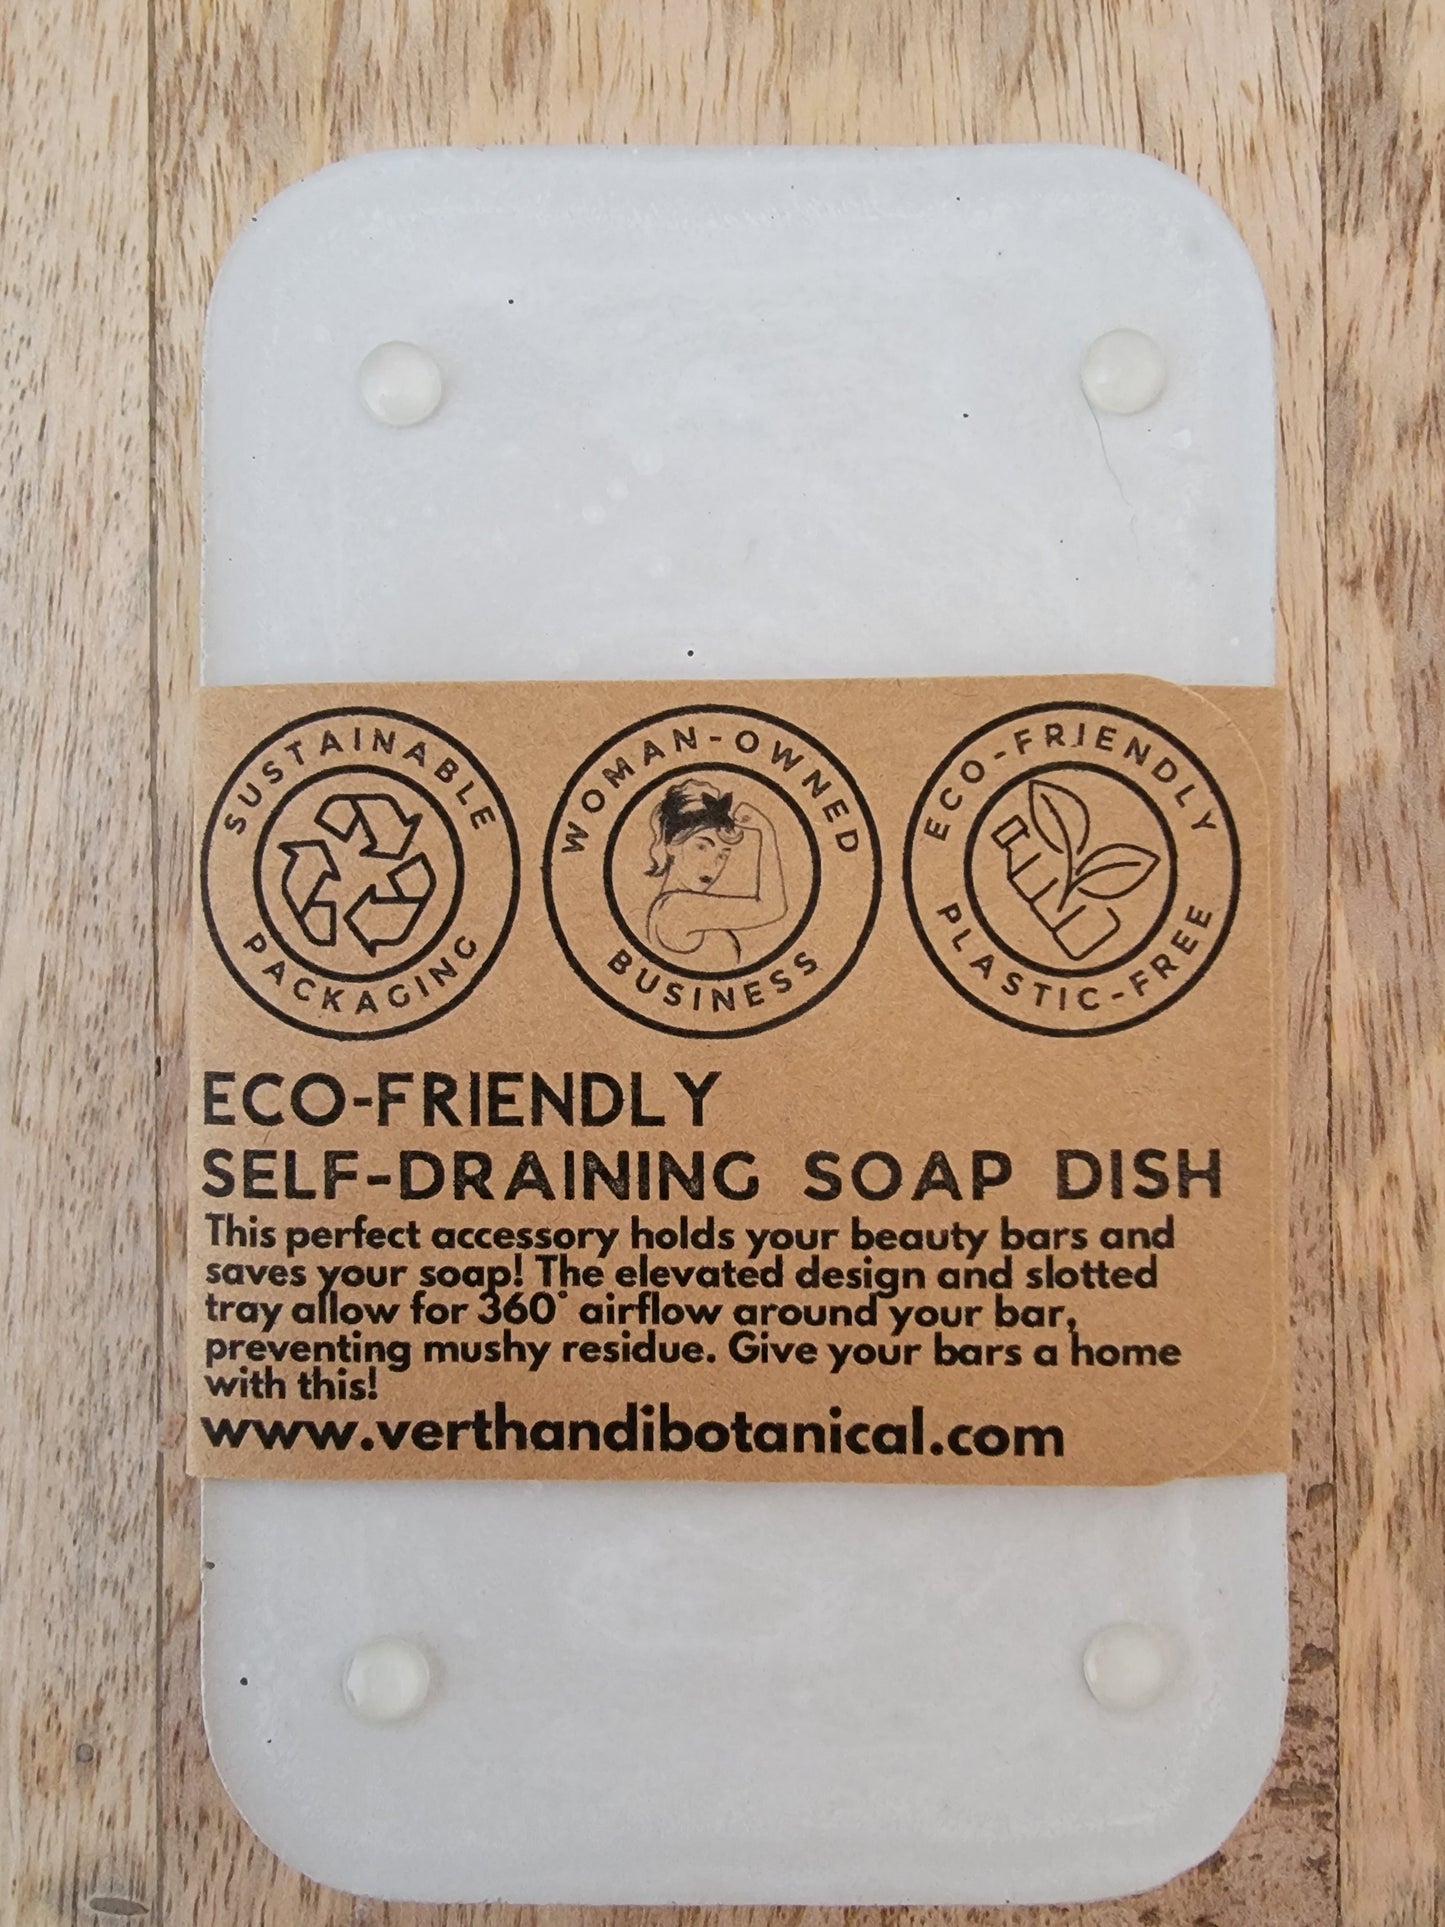 SUSTAINABLE
PACKAGING
WOMAN-OWNED
BUSINESS
ECO-FRIENDLY
PLASTIC-FREE
ECO-FRIENDLY
SELF-DRAINING SOAP DISH
This perfect accessory holds your beauty bars and
saves your soap! The elevated design and slotted
tray allow for 360° airflow around your bar,
preventing mushy residue. Give your bars a home
with this!
www.verthandibotanical.com